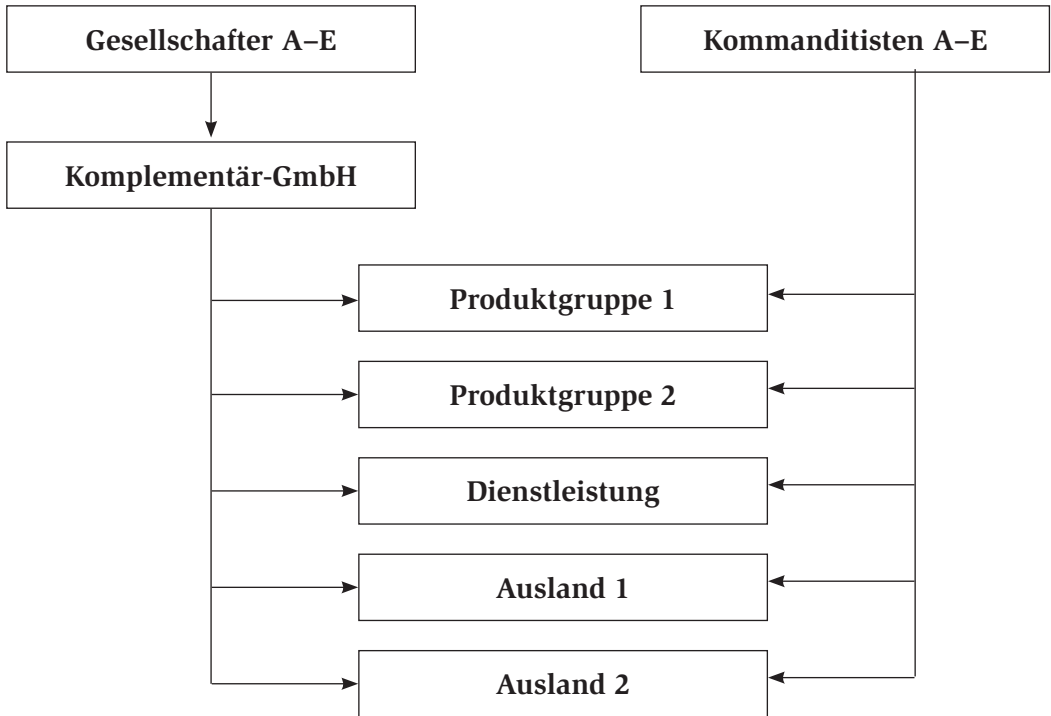 Gesellschafter A–E
Kommanditisten A–E
Komplementär-GmbH
Produktgruppe 1
Produktgruppe 2
Dienstleistung
Ausland 1
Ausland 2